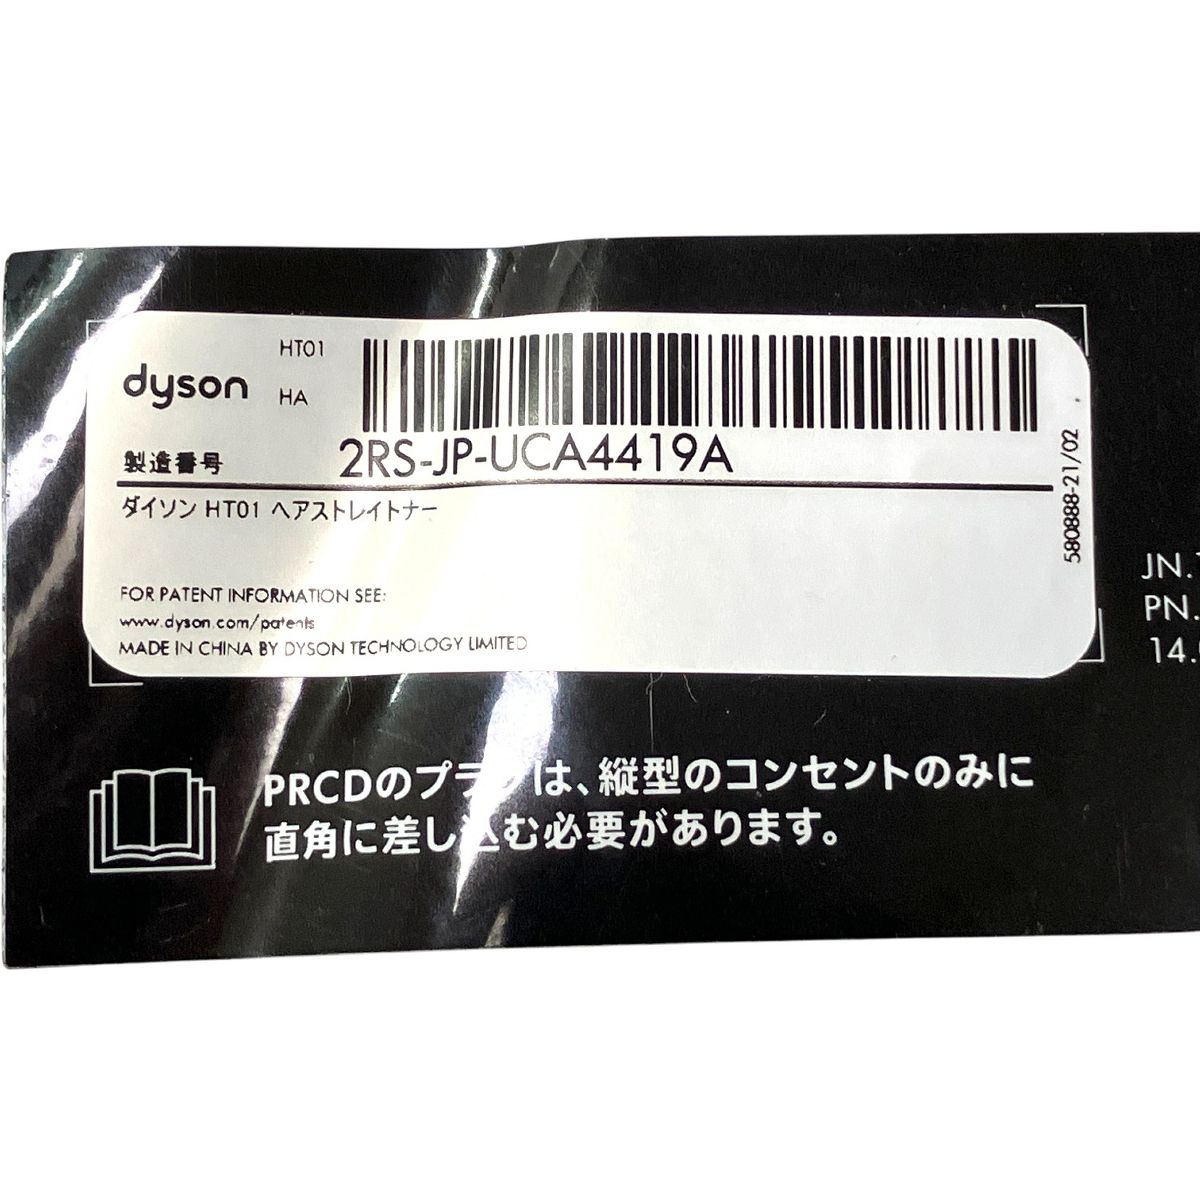 HT01
dyson
HA
製造番号 2RS-JP-UCA4419A
ダイソン HT01 ヘアストレイトナー
580888-21/02
FOR PATENT INFORMATION SEE:
www.dyson.com/patents
MADE IN CHINA BY DYSON TECHNOLOGY LIMITED
JN.
PN.
14.
PRCDのプラグは、縦型のコンセントのみに
直角に差し込む必要があります。